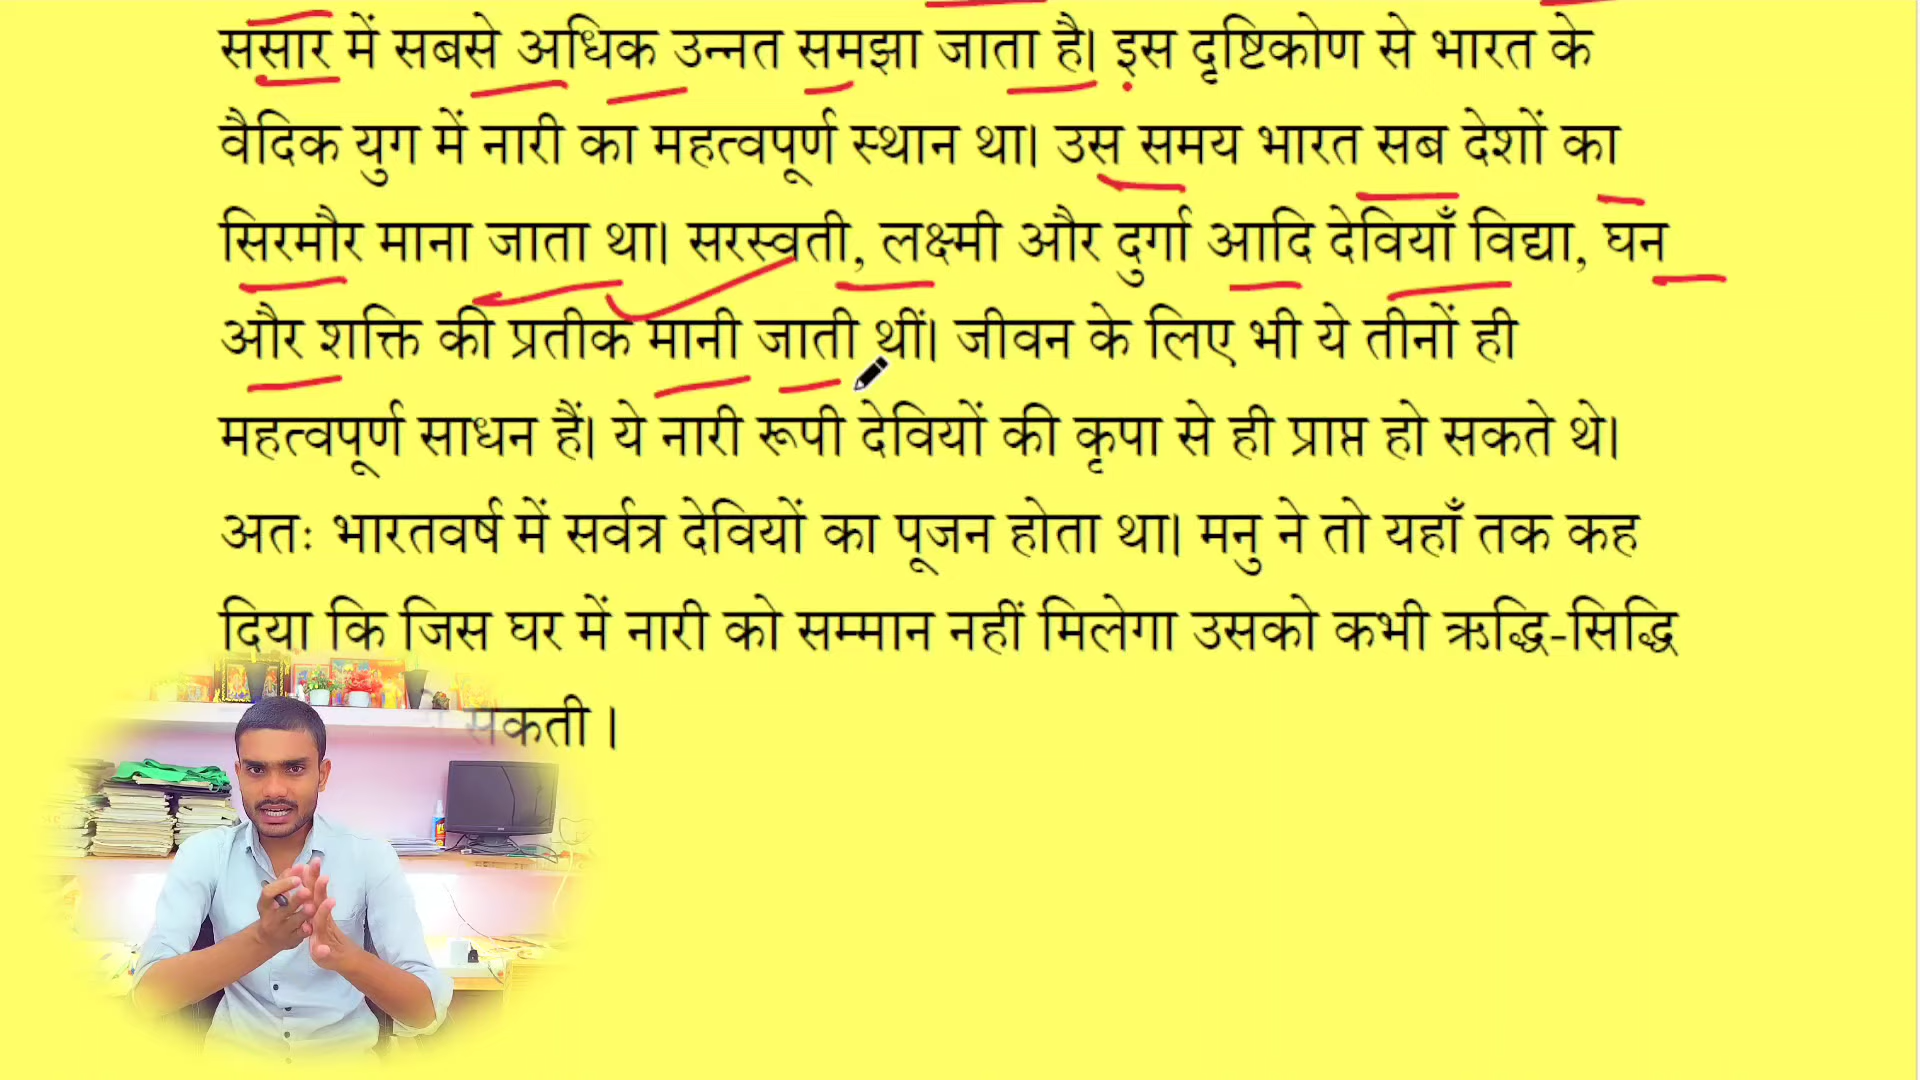 संसार में सबसे अधिक उन्नत समझा जाता है। इस दृष्टिकोण से भारत के
वैदिक युग में नारी का महत्वपूर्ण स्थान था। उस समय भारत सब देशों का
सिरमौर माना जाता था। सरस्वती, लक्ष्मी और दुर्गा आदि देवियाँ विद्या, घन
और शक्ति की प्रतीक मानी जाती थीं। जीवन के लिए भी ये तीनों ही
महत्वपूर्ण साधन हैं। ये नारी रूपी देवियों की कृपा से ही प्राप्त हो सकते थे।
अतः भारतवर्ष में सर्वत्र देवियों का पूजन होता था। मनु ने तो यहाँ तक कह
दिया कि जिस घर में नारी को सम्मान नहीं मिलेगा उसको कभी ऋद्धि-सिद्धि
सकती ।